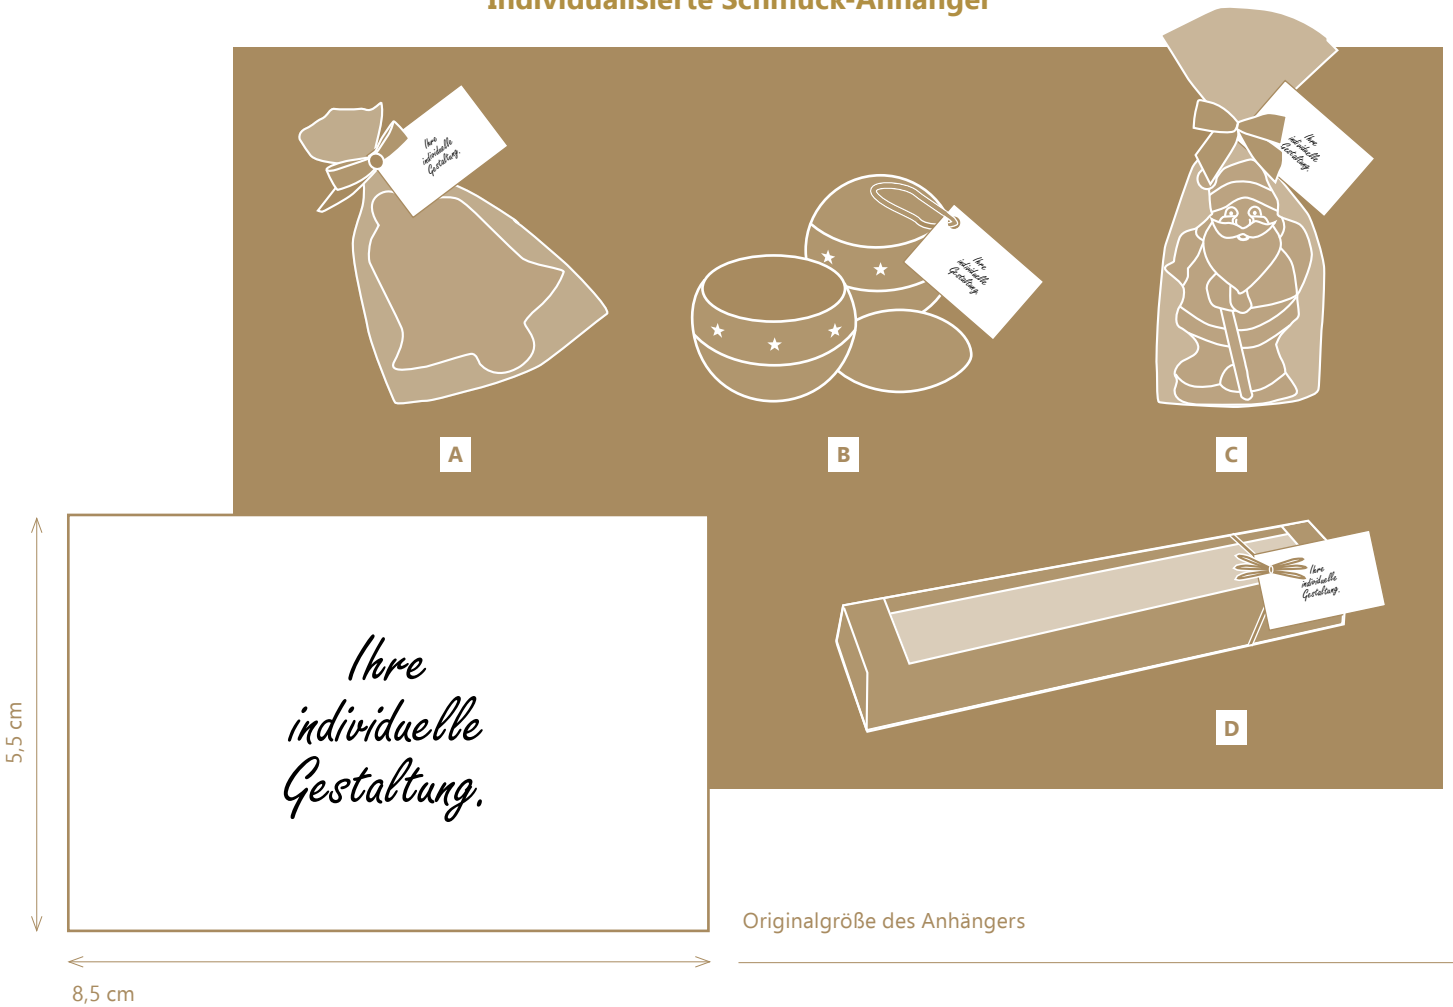 Individualisierte Schmuck-Anhänger
Ihre
individuelle
Gestaltung.
Ihre
individuelle
Gestaltung.
Ihre
individuelle
Gestaltung.
A
B
C
Ihre
individuelle
Gestaltung.
D
5,5 cm
Ihre
individuelle
Gestaltung.
Originalgröße des Anhängers
8,5 cm